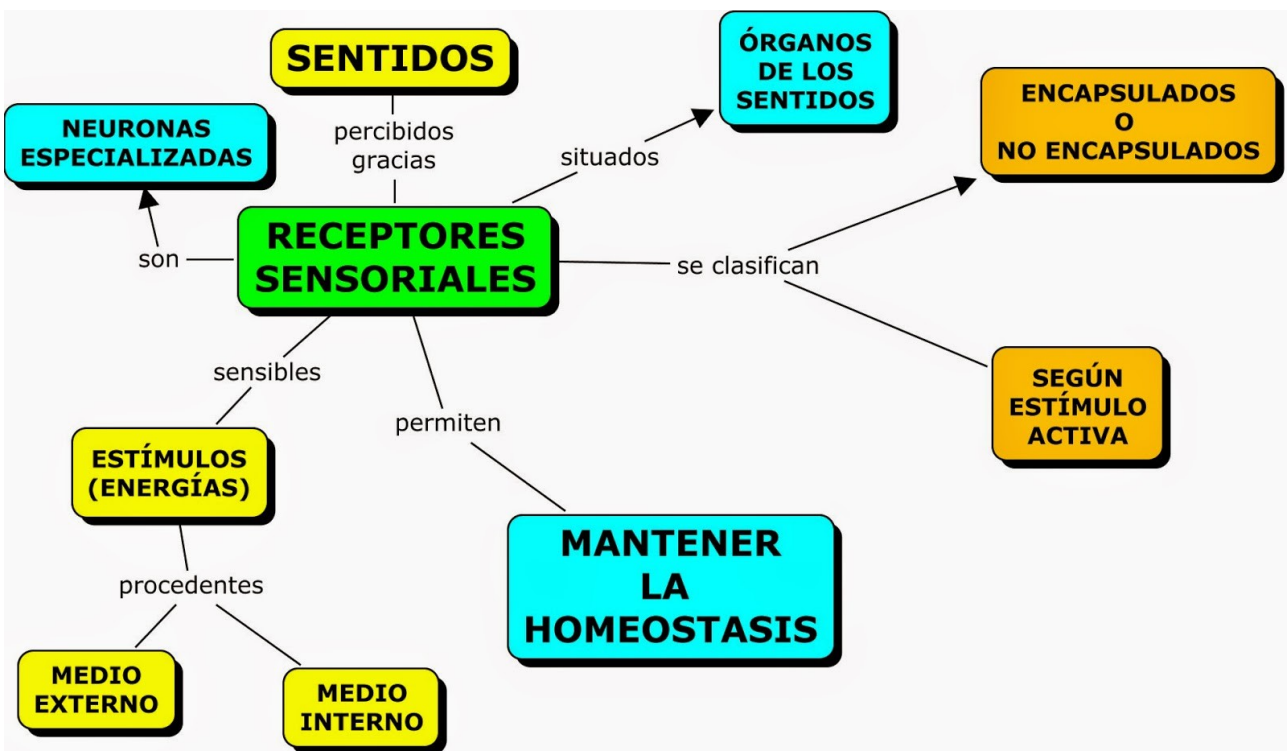 SENTIDOS
percibidos
gracias
ÓRGANOS
DE LOS
SENTIDOS
situados
NEURONAS
ESPECIALIZADAS
son
RECEPTORES
SENSORIALES
se clasifican
ENCAPSULADOS
O
NO ENCAPSULADOS
SEGÚN
ESTÍMULO
ACTIVA
sensibles
ESTÍMULOS
(ENERGÍAS)
procedentes
MEDIO
EXTERNO
MEDIO
INTERNO
permiten
MANTENER
LA
HOMEOSTASIS